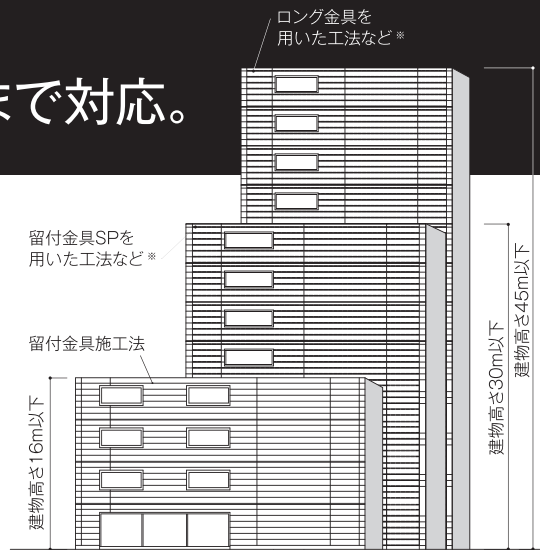 ロング金具を
用いた工法など※
まで対応。
留付金具SPを
用いた工法など※
留付金具施工法
建物高さ16m以下
建物高さ30m以下
建物高さ45m以下